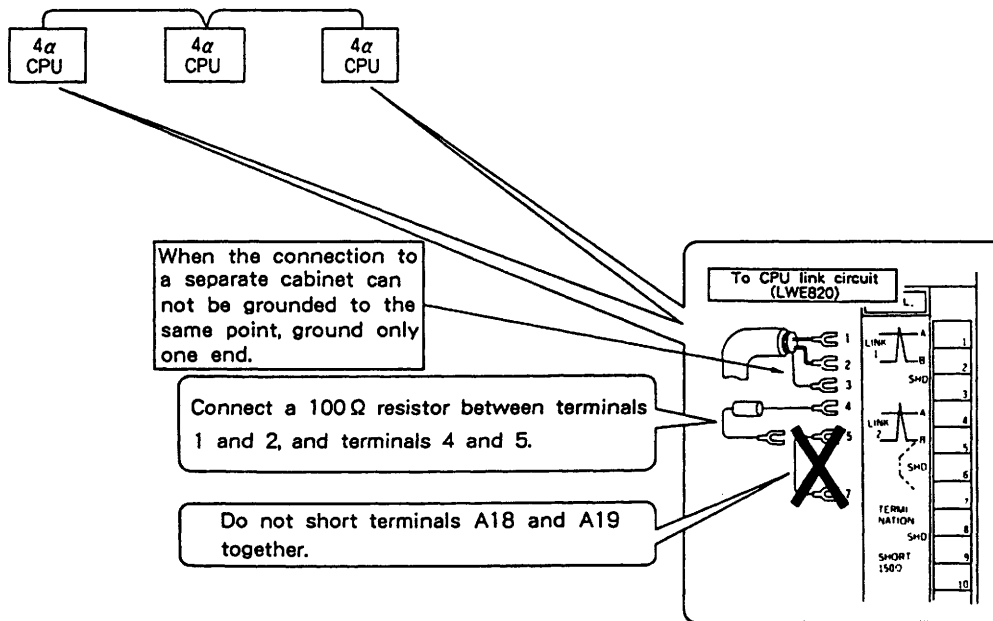 4α
CPU
4α
CPU
4α
CPU
When the connection to
a separate cabinet can
not be grounded to the
same point, ground only
one end.
Connect a 100Ω resistor between terminals
1 and 2, and terminals 4 and 5.
Do not short terminals A18 and A19
together.
To CPU link circuit
(LWE820)
L.
1
2
3
4
5
7
LINK
1
A
B
SHD
LINK
2
A
B
SHD
TERMI
NATION
SHD
SHORT
150Ω
1
2
3
4
5
6
7
8
9
10